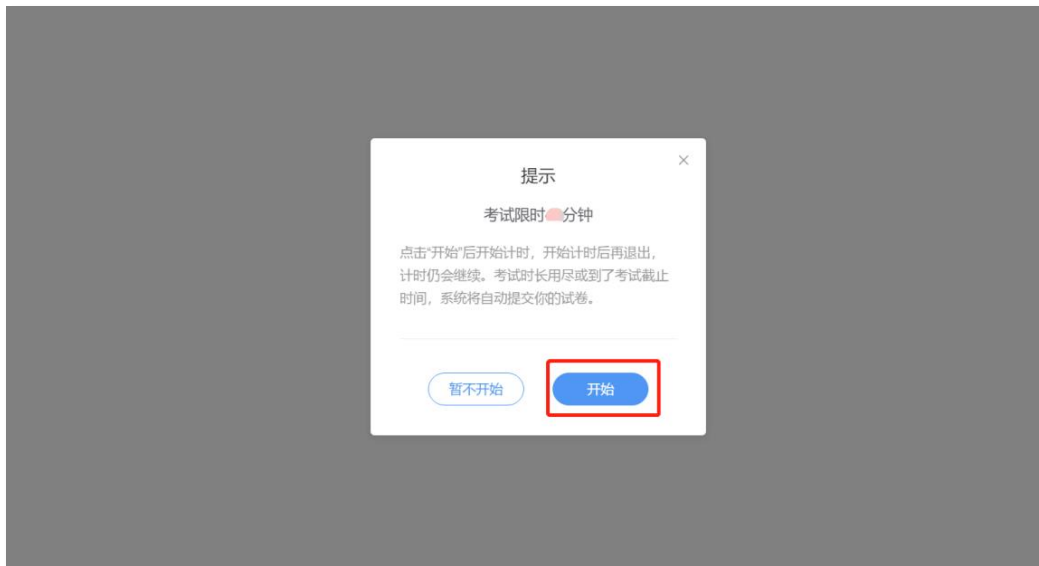 提示
考试限时分钟
点击“开始”后开始计时，开始计时后再退出，
计时仍会继续。考试时长用尽或到了考试截止
时间，系统将自动提交你的试卷。
暂不开始
开始